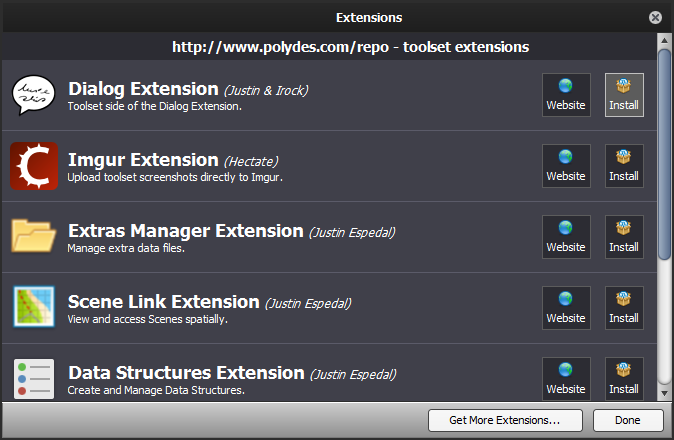 Extensions
http://www.polydes.com/repo - toolset extensions
Dialog Extension (Justin & Irock)
Toolset side of the Dialog Extension.
Website
Install
Imgur Extension (Hectate)
Upload toolset screenshots directly to Imgur.
Website
Install
Extras Manager Extension (Justin Espedal)
Manage extra data files.
Website
Install
Scene Link Extension (Justin Espedal)
View and access Scenes spatially.
Website
Install
Data Structures Extension (Justin Espedal)
Create and Manage Data Structures.
Website
Install
Get More Extensions...
Done